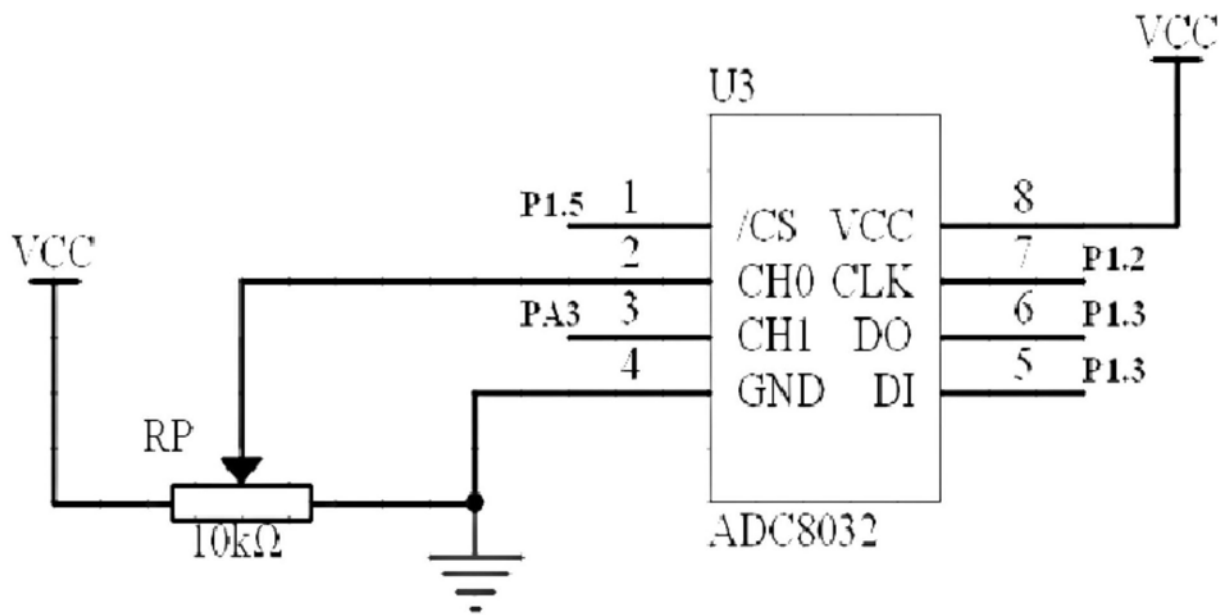 VCC
U3
P1.5 1 /CS VCC 8
VCC
2 CH0 CLK 7 P1.2
PA3 3 CH1 DO 6 P1.3
4 GND DI 5 P1.3
RP
10kΩ
ADC8032